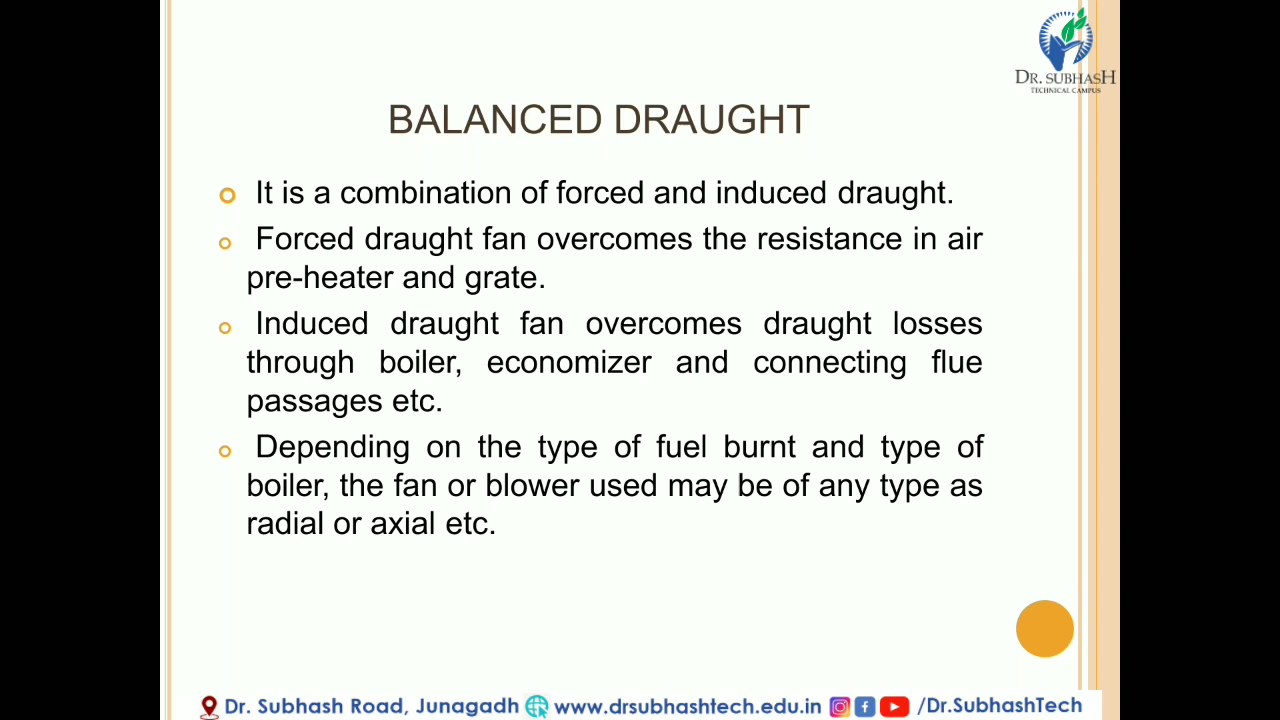 DR. SUBHASH
TECHNICAL CAMPUS
BALANCED DRAUGHT
It is a combination of forced and induced draught.
Forced draught fan overcomes the resistance in air
pre-heater and grate.
Induced draught fan overcomes draught losses
through boiler, economizer and connecting flue
passages etc.
Depending on the type of fuel burnt and type of
boiler, the fan or blower used may be of any type as
radial or axial etc.
Dr. Subhash Road, Junagadh www.drsubhashtech.edu.in /Dr.SubhashTech